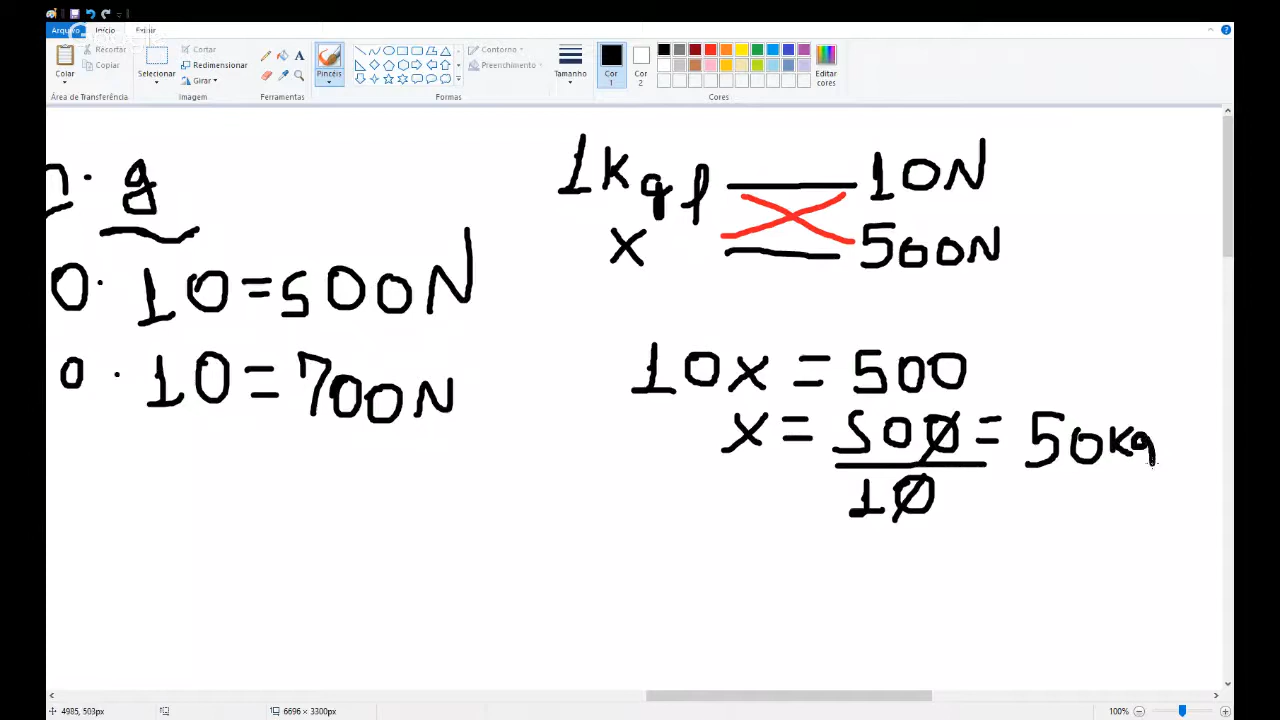 Arquivo Início Exibir
Colar
Recortar
Copiar
Área de Transferência
Selecionar
Cortar
Redimensionar
Girar
Imagem
A
Ferramentas
Pincéis
Contorno
Preenchimento
Formas
Tamanho
Cor 1
Cor 2
Editar cores
Cores
· g
0 · 10 = 500N
0 · 10 = 700N
1kgf 10N
x 500N
10x = 500
x = 500 = 50kg
10
4985, 503px 6696 × 3300px 100%